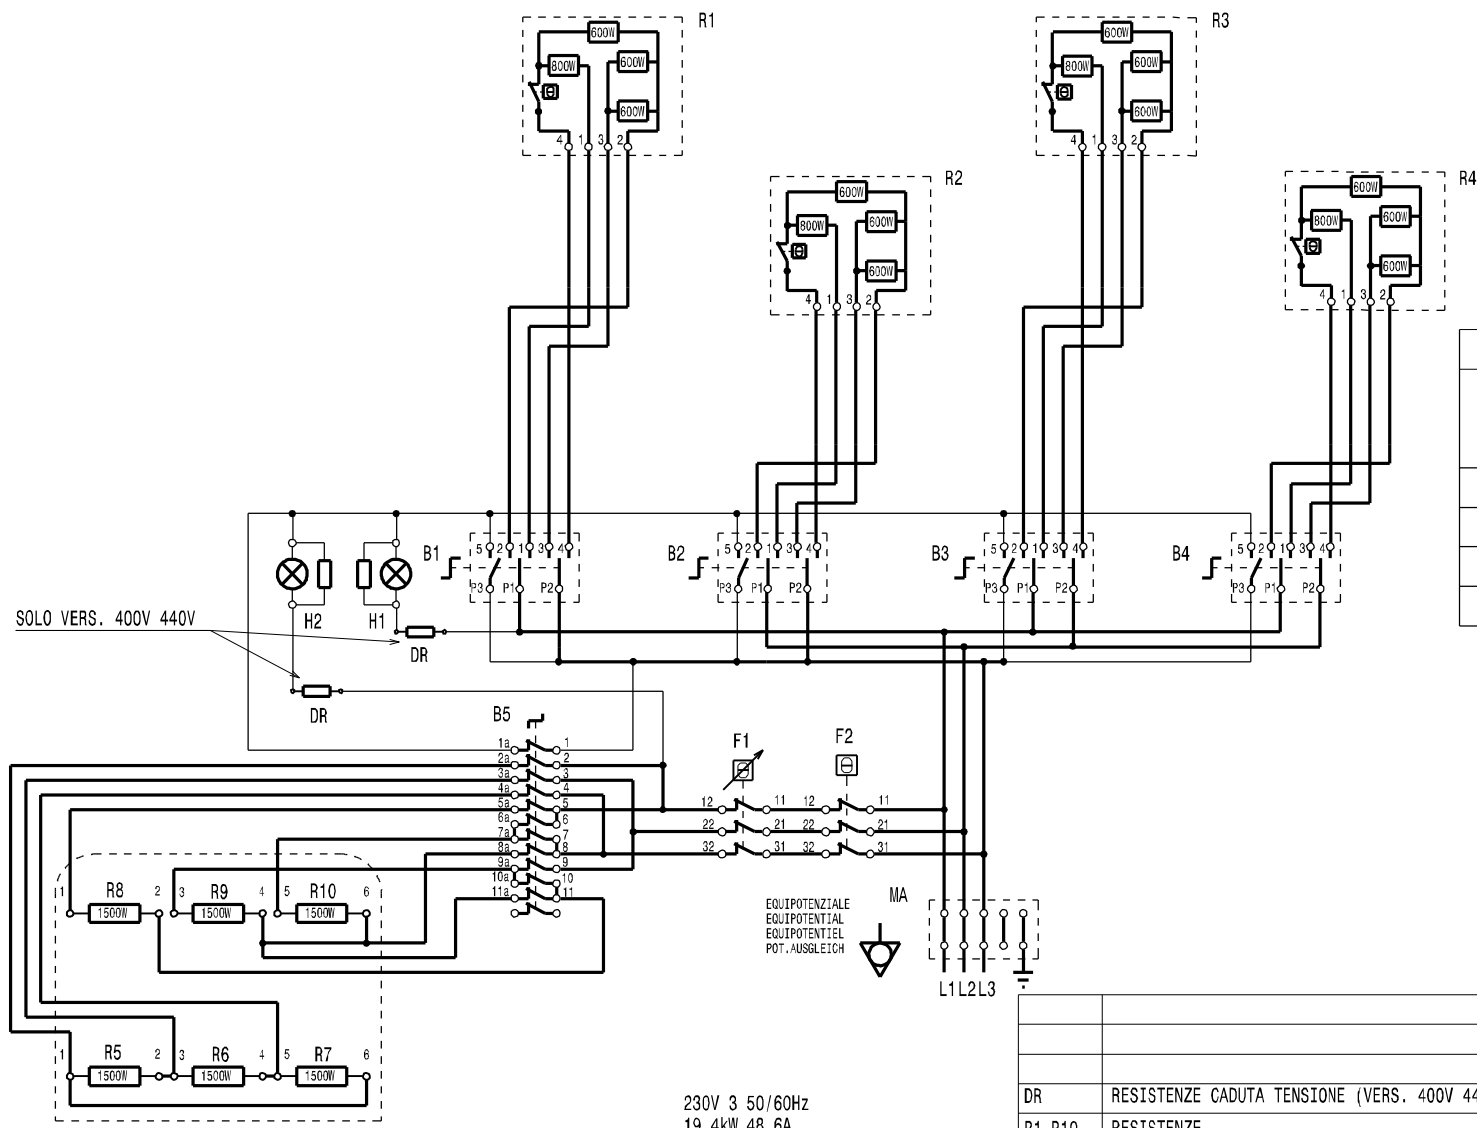 R1
600W
800W
600W
600W
4 1 3 2
R3
600W
800W
600W
600W
4 1 3 2
R2
600W
800W
600W
600W
4 1 3 2
R4
600W
800W
600W
600W
4 1 3 2
B1
5 2 1 3 4
P3 P1 P2
B2
5 2 1 3 4
P3 P1 P2
B3
5 2 1 3 4
P3 P1 P2
B4
5 2 1 3 4
P3 P1 P2
H2
H1
SOLO VERS. 400V 440V
DR
DR
B5
1a 1
2a 2
3a 3
4a 4
5a 5
6a 6
7a 7
8a 8
9a 9
10a 10
11a 11
F1
F2
12 11 12 11
22 21 22 21
32 31 32 31
1 R8 2 3 R9 4 5 R10 6
1500W 1500W 1500W
1 R5 2 3 R6 4 5 R7 6
1500W 1500W 1500W
EQUIPOTENZIALE
EQUIPOTENTIAL
EQUIPOTENTIEL
POT.AUSGLEICH
MA
L1 L2 L3
230V 3 50/60Hz
19.4kW 48.6A
DR RESISTENZE CADUTA TENSIONE (VERS. 400V 44
R1-R10 RESISTENZE